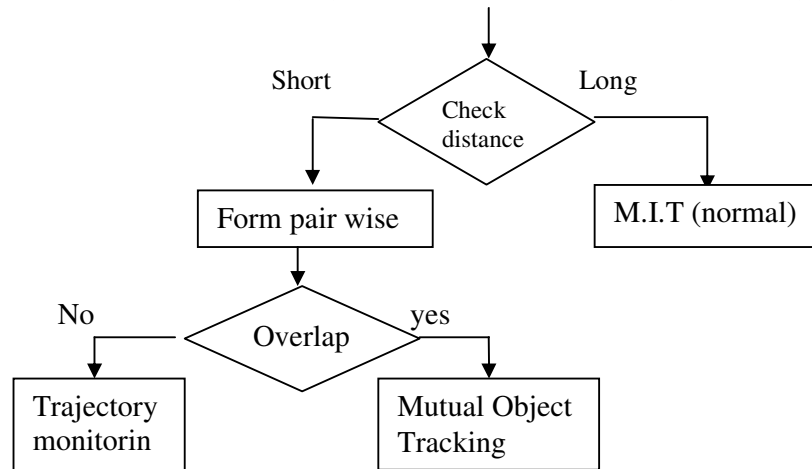 Short
Long
Check
distance
Form pair wise
M.I.T (normal)
No
yes
Overlap
Trajectory
monitorin
Mutual Object
Tracking